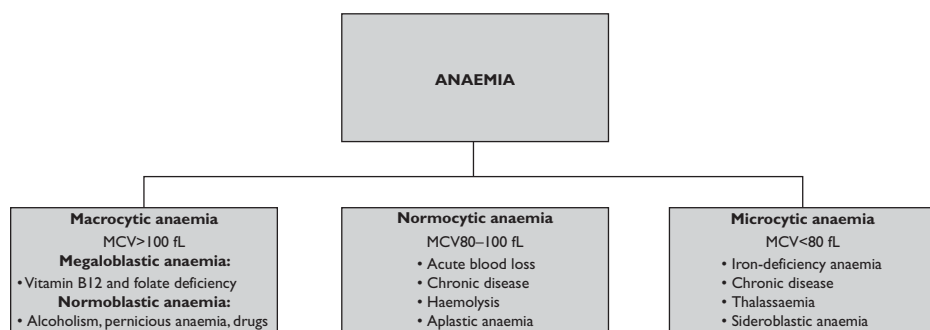 ANAEMIA
Macrocytic anaemia
MCV>100 fL
Megaloblastic anaemia:
• Vitamin B12 and folate deficiency
Normoblastic anaemia:
• Alcoholism, pernicious anaemia, drugs
Normocytic anaemia
MCV80–100 fL
• Acute blood loss
• Chronic disease
• Haemolysis
• Aplastic anaemia
Microcytic anaemia
MCV<80 fL
• Iron-deficiency anaemia
• Chronic disease
• Thalassaemia
• Sideroblastic anaemia